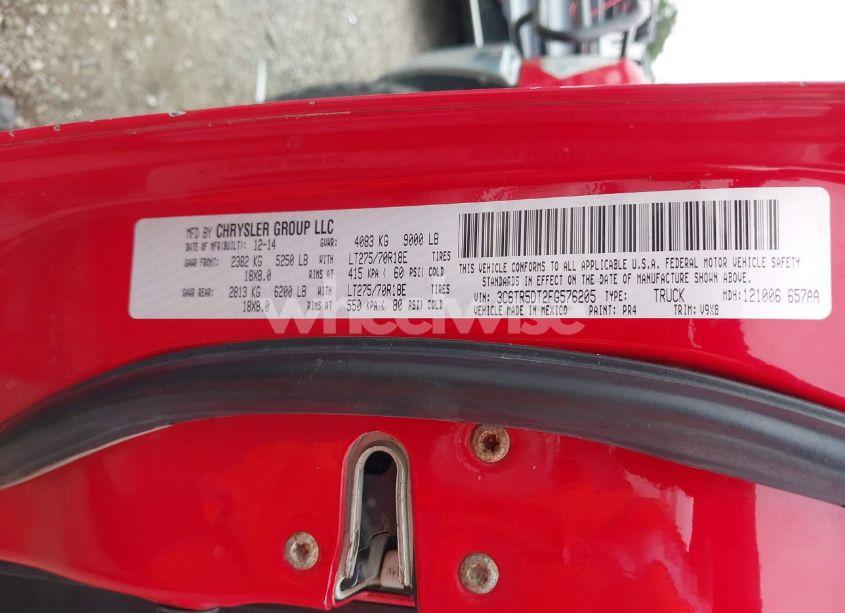 MFD BY CHRYSLER GROUP LLC
DATE OF MFR(BUILT): 12-14 GVWR: 4083 KG 9000 LB
GAWR FRONT: 2382 KG 5250 LB WITH LT275/70R18E TIRES
18X8.0 RIMS AT 415 KPA ( 60 PSI) COLD
GAWR REAR: 2813 KG 6200 LB WITH LT275/70R18E TIRES
18X8.0 RIMS AT 550 KPA ( 80 PSI) COLD
THIS VEHICLE CONFORMS TO ALL APPLICABLE U.S.A. FEDERAL MOTOR VEHICLE SAFETY
STANDARDS IN EFFECT ON THE DATE OF MANUFACTURE SHOWN ABOVE.
VIN: 3C6TR5DT2FG576205 TYPE: TRUCK MDH: 121006 657AA
VEHICLE MADE IN MEXICO PAINT: PR4 TRIM: V9X8
wheelwise